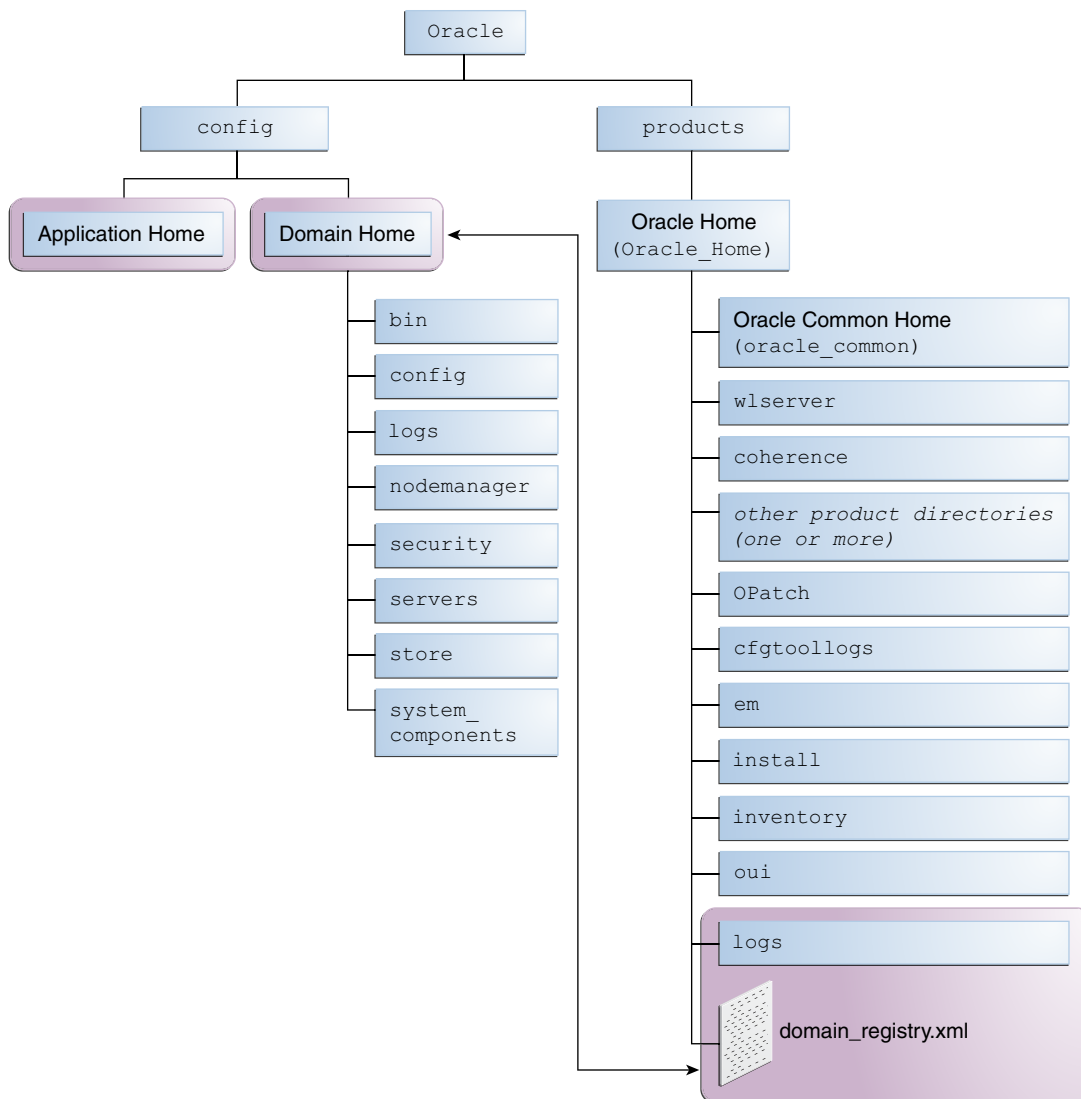 Oracle
config
products
Application Home
Domain Home
Oracle Home
(Oracle_Home)
bin
config
logs
nodemanager
security
servers
store
system_
components
Oracle Common Home
(oracle_common)
wlserver
coherence
other product directories
(one or more)
OPatch
cfgtoollogs
em
install
inventory
oui
logs
domain_registry.xml